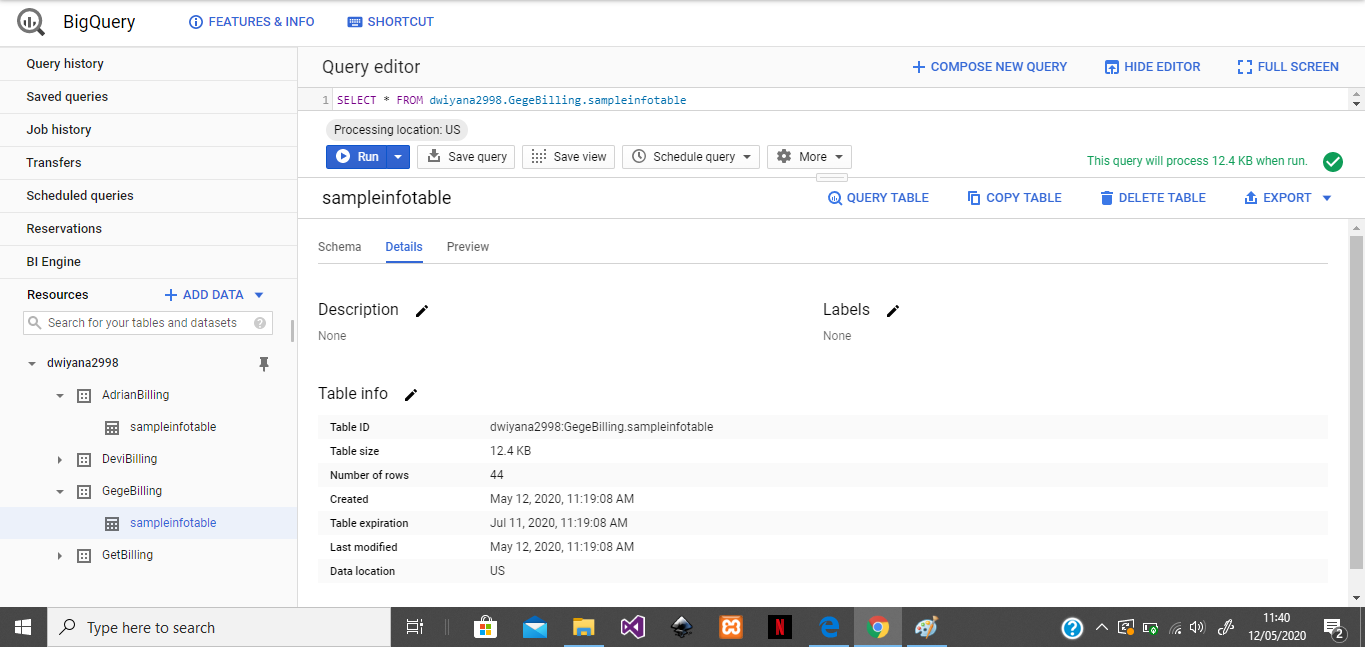 BigQuery FEATURES & INFO SHORTCUT
Query history
Saved queries
Job history
Transfers
Scheduled queries
Reservations
BI Engine
Resources ADD DATA
Search for your tables and datasets
dwiyana2998
AdrianBilling
sampleinfotable
DeviBilling
GegeBilling
sampleinfotable
GetBilling
Query editor COMPOSE NEW QUERY HIDE EDITOR FULL SCREEN
1 SELECT * FROM dwiyana2998.GegeBilling.sampleinfotable
Processing location: US
Run Save query Save view Schedule query More This query will process 12.4 KB when run.
sampleinfotable QUERY TABLE COPY TABLE DELETE TABLE EXPORT
Schema Details Preview
Description Labels
None None
Table info
Table ID dwiyana2998:GegeBilling.sampleinfotable
Table size 12.4 KB
Number of rows 44
Created May 12, 2020, 11:19:08 AM
Table expiration Jul 11, 2020, 11:19:08 AM
Last modified May 12, 2020, 11:19:08 AM
Data location US
Type here to search
11:40
12/05/2020
2